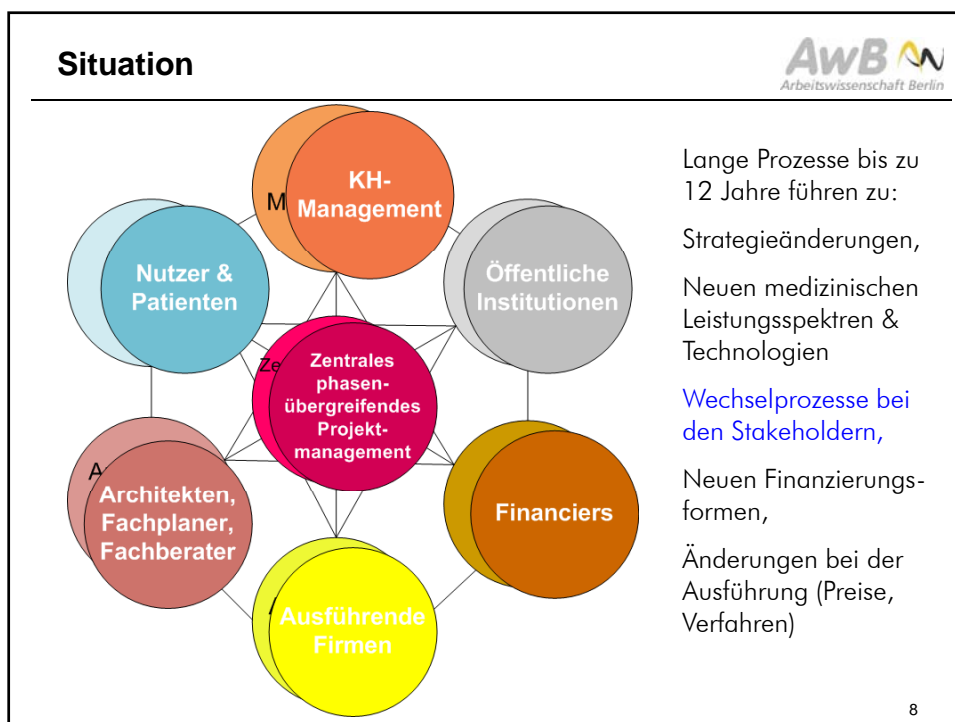 Situation
AwB
Arbeitswissenschaft Berlin
M
KH-
Management
Nutzer &
Patienten
Öffentliche
Institutionen
Ze
Zentrales
phasen-
übergreifendes
Projekt-
management
A
Architekten,
Fachplaner,
Fachberater
Financiers
Ausführende
Firmen
Lange Prozesse bis zu
12 Jahre führen zu:
Strategieänderungen,
Neuen medizinischen
Leistungsspektren &
Technologien
Wechselprozesse bei
den Stakeholdern,
Neuen Finanzierungs-
formen,
Änderungen bei der
Ausführung (Preise,
Verfahren)
8